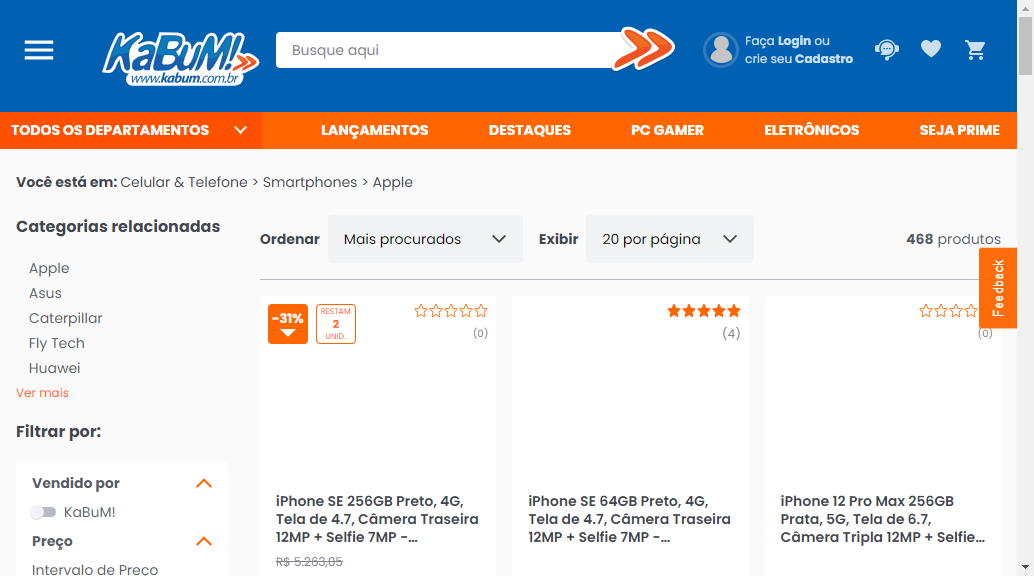 KaBuM!
www.kabum.com.br
Busque aqui
Faça Login ou
crie seu Cadastro
TODOS OS DEPARTAMENTOS
LANÇAMENTOS
DESTAQUES
PC GAMER
ELETRÔNICOS
SEJA PRIME
Você está em: Celular & Telefone > Smartphones > Apple
Categorias relacionadas
Apple
Asus
Caterpillar
Fly Tech
Huawei
Ver mais
Filtrar por:
Vendido por
KaBuM!
Preço
Intervalo de Preço
Ordenar
Mais procurados
Exibir
20 por página
468 produtos
Feedback
-31%
RESTAM
2
UNID.
(0)
iPhone SE 256GB Preto, 4G,
Tela de 4.7, Câmera Traseira
12MP + Selfie 7MP -...
R$ 5.263,05
(4)
iPhone SE 64GB Preto, 4G,
Tela de 4.7, Câmera Traseira
12MP + Selfie 7MP -...
(0)
iPhone 12 Pro Max 256GB
Prata, 5G, Tela de 6.7,
Câmera Tripla 12MP + Selfie...